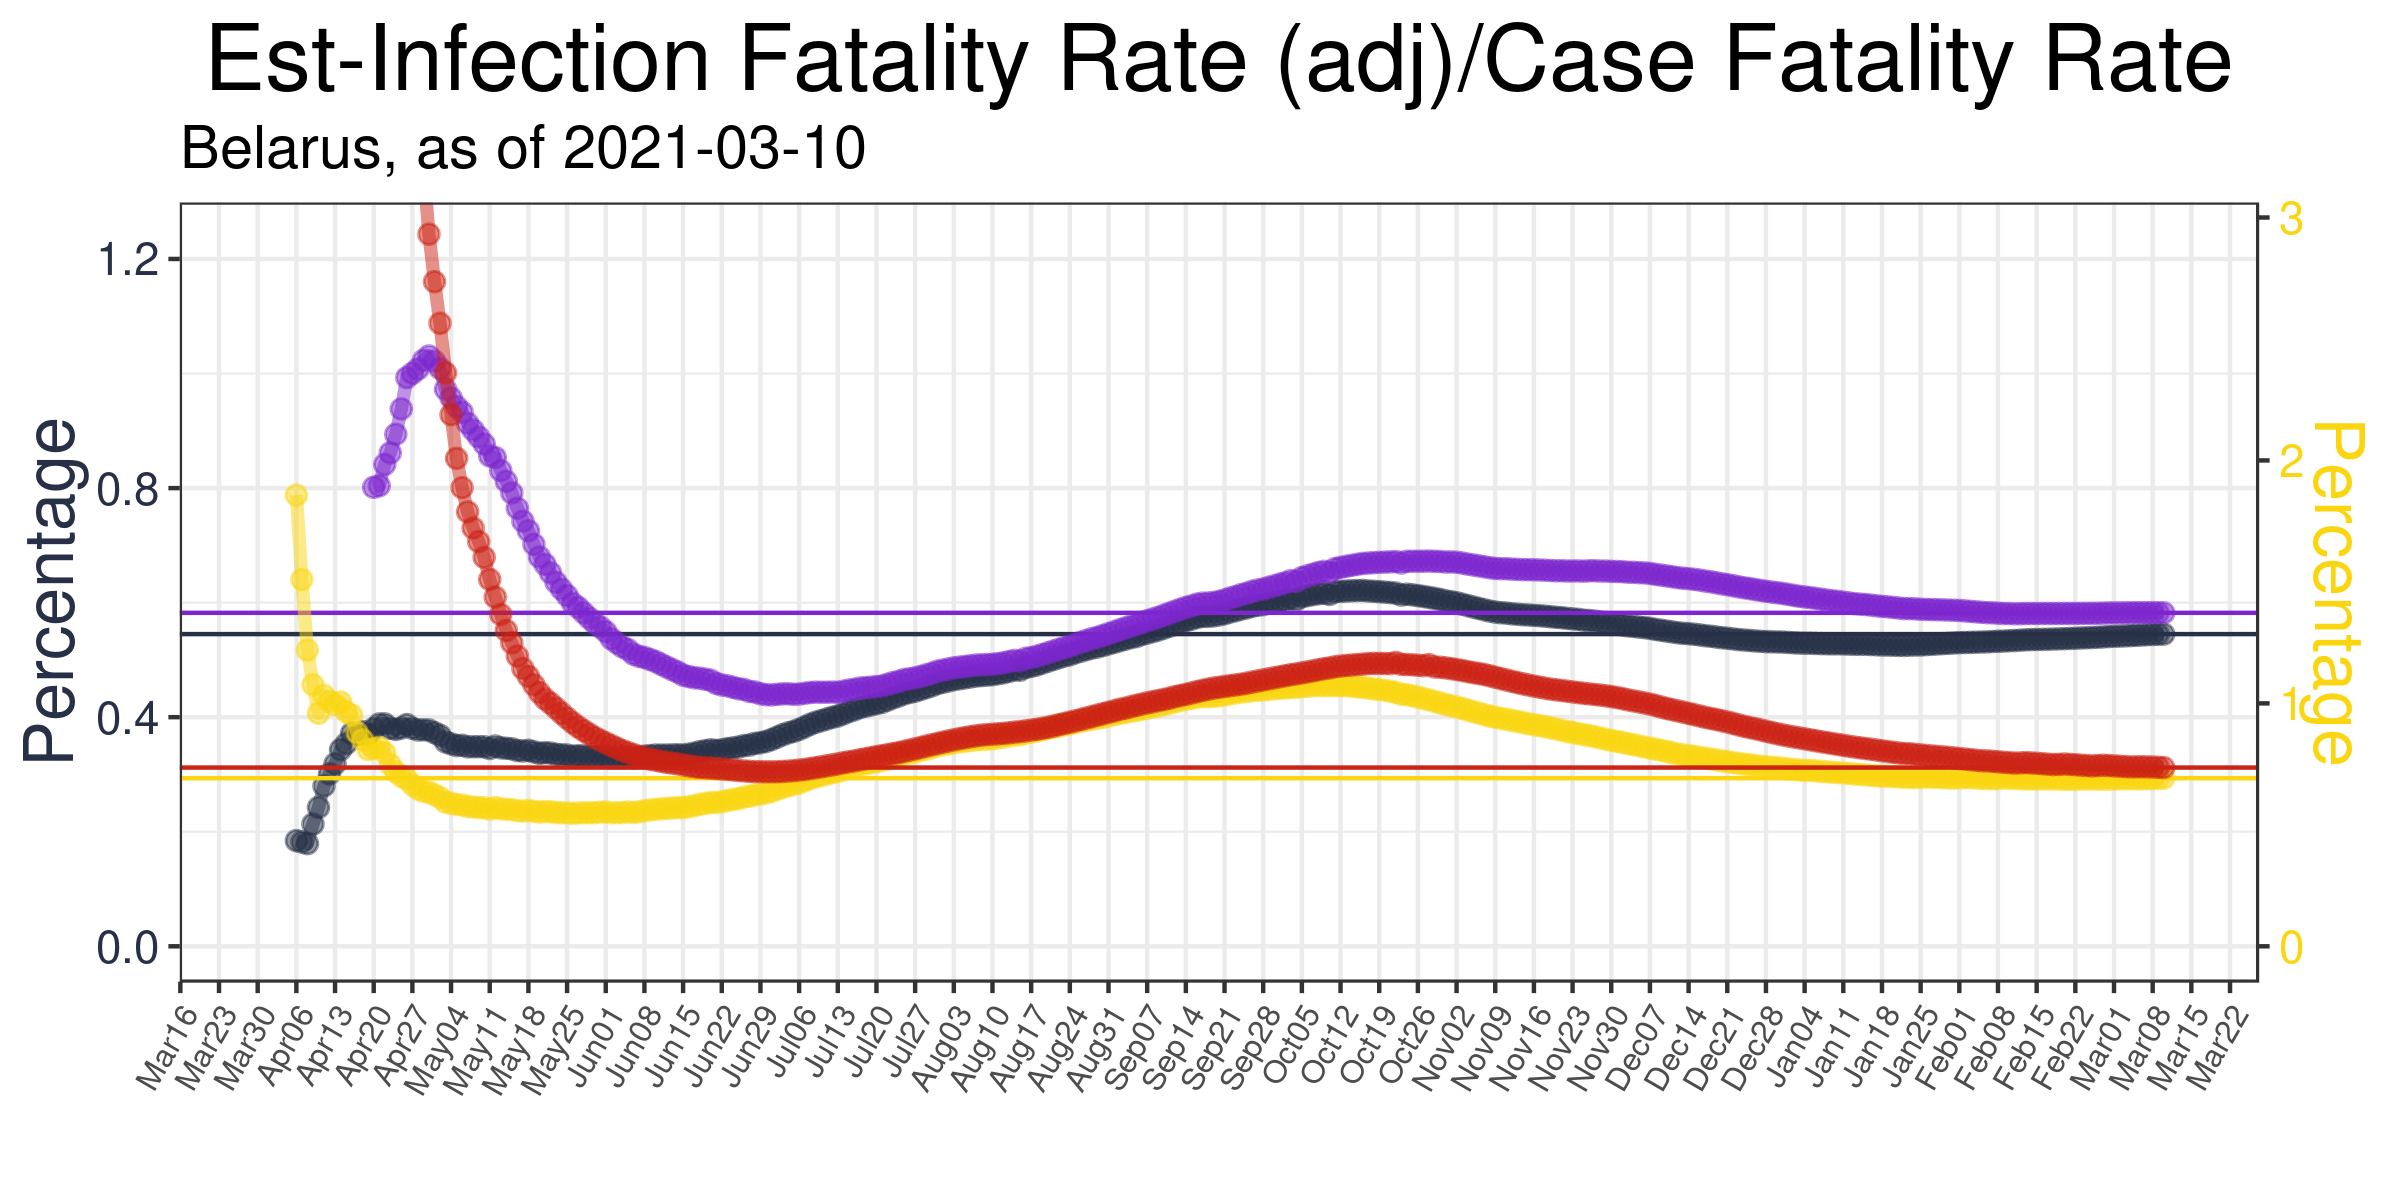 Est-Infection Fatality Rate (adj)/Case Fatality Rate
Belarus, as of 2021-03-10
Percentage
1.2
0.8
0.4
0.0
3
2
1
0
Percentage
Mar16
Mar23
Mar30
Apr06
Apr13
Apr20
Apr27
May04
May11
May18
May25
Jun01
Jun08
Jun15
Jun22
Jun29
Jul06
Jul13
Jul20
Jul27
Aug03
Aug10
Aug17
Aug24
Aug31
Sep07
Sep14
Sep21
Sep28
Oct05
Oct12
Oct19
Oct26
Nov02
Nov09
Nov16
Nov23
Nov30
Dec07
Dec14
Dec21
Dec28
Jan04
Jan11
Jan18
Jan25
Feb01
Feb08
Feb15
Feb22
Mar01
Mar08
Mar15
Mar22